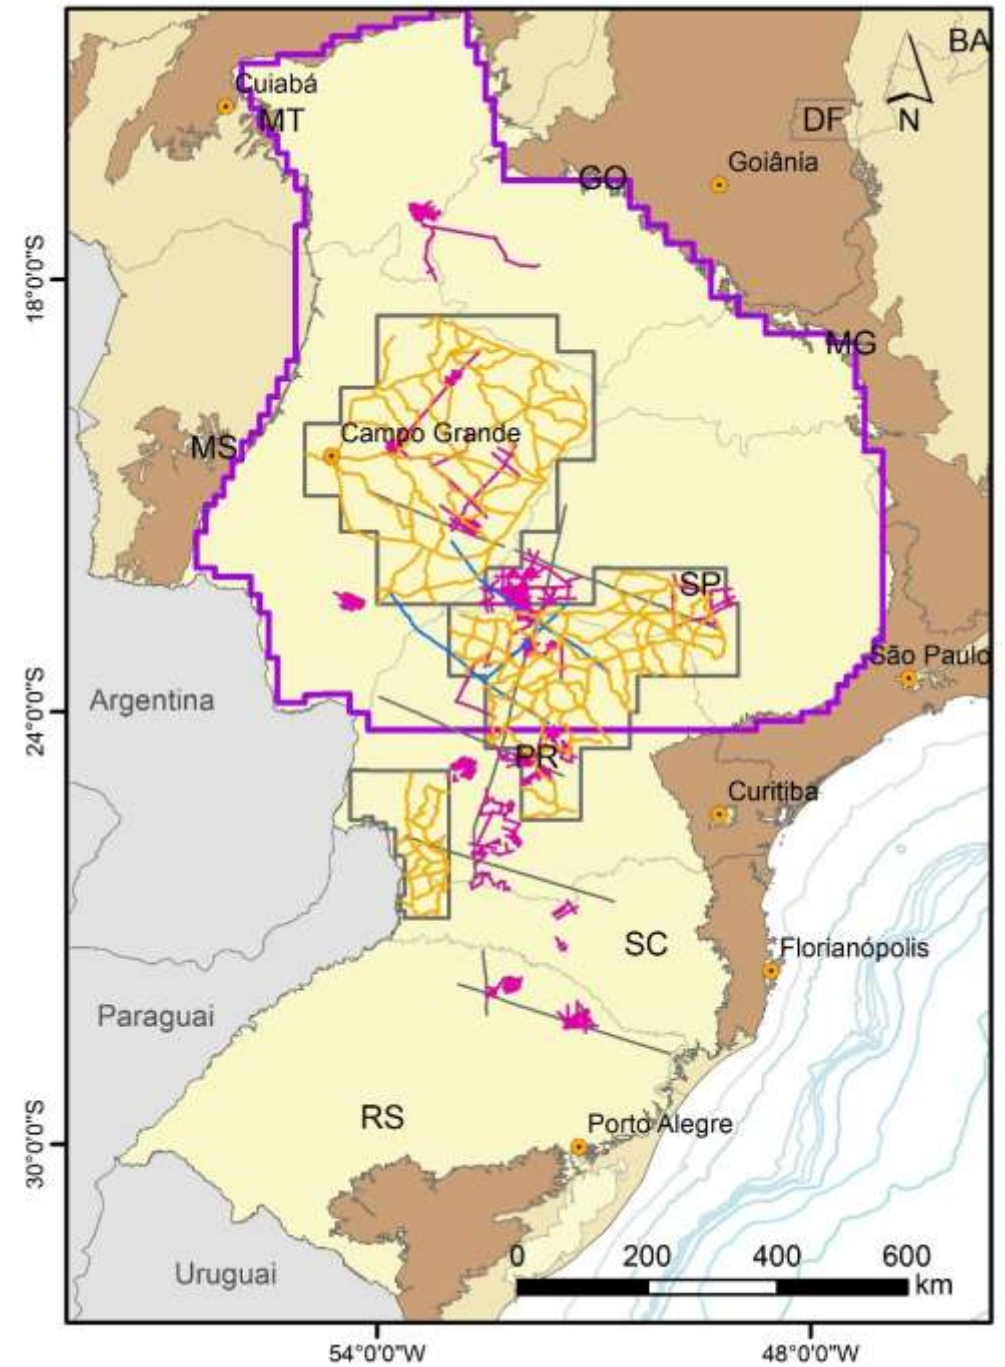 BA
Cuiabá
MT
DF
N
Goiânia
GO
18°0'0"S
MG
Campo Grande
MS
SP
São Paulo
Argentina
24°0'0"S
PR
Curitiba
SC
Florianópolis
Paraguai
RS
Porto Alegre
30°0'0"S
0 200 400 600
km
Uruguai
54°0'0"W 48°0'0"W